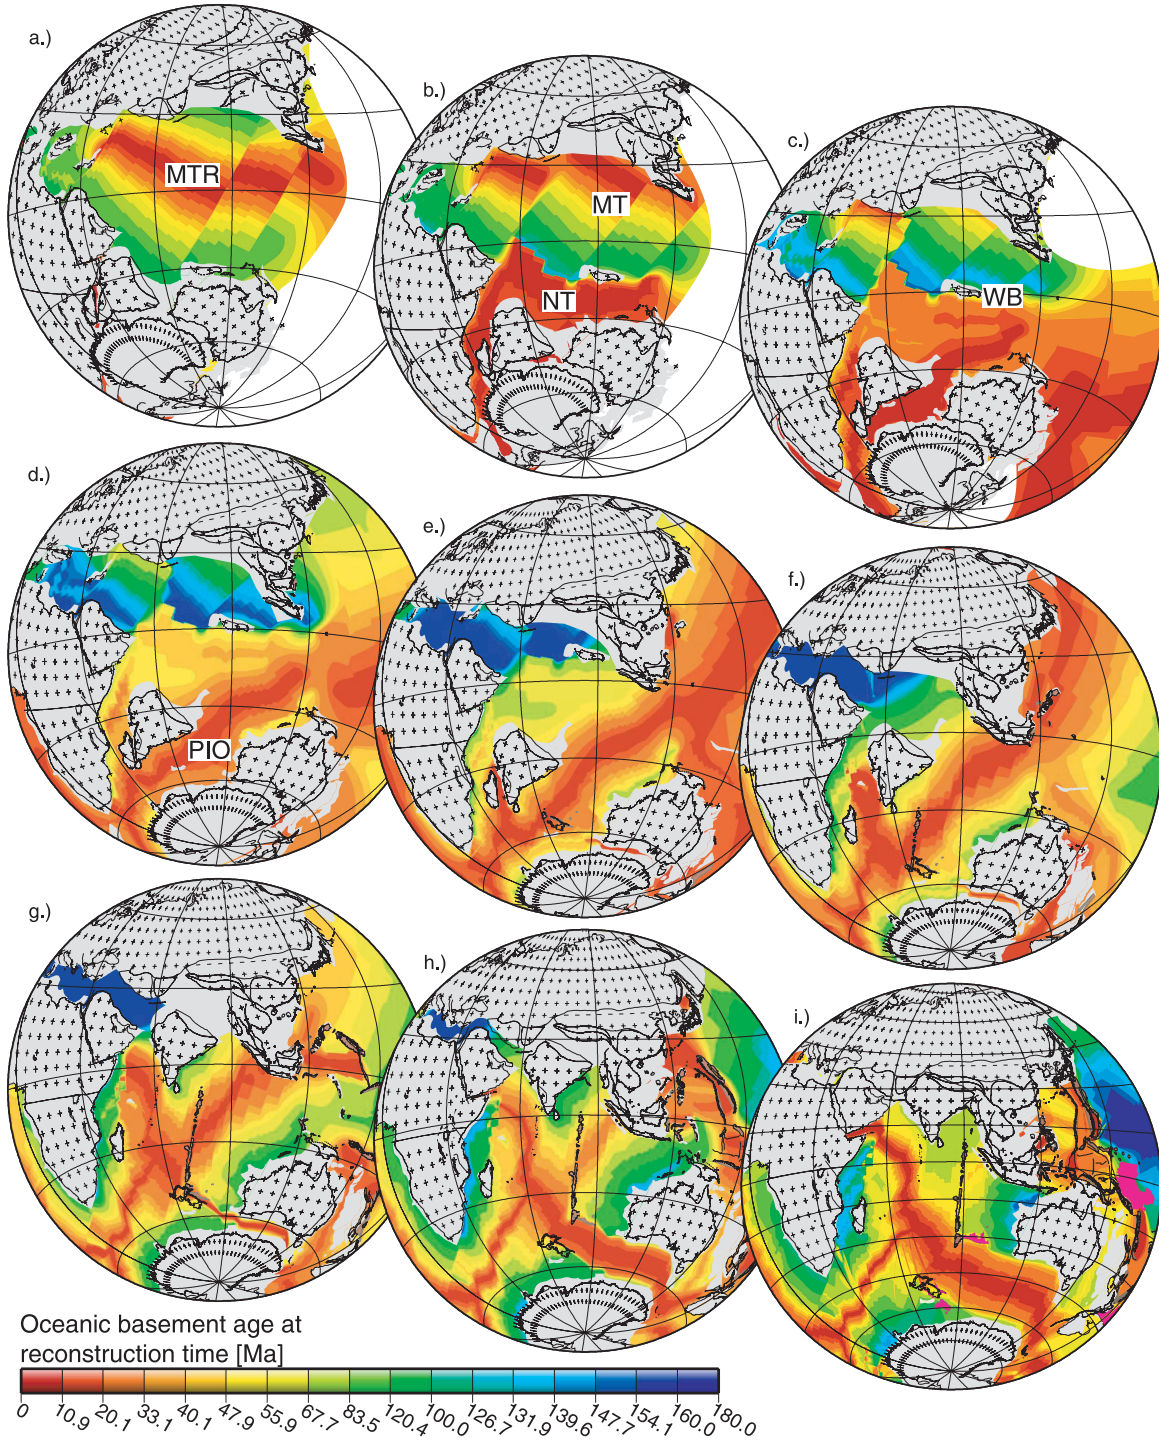 a.)
MTR
b.)
MT
NT
c.)
WB
d.)
PIO
e.)
f.)
g.)
h.)
i.)
Oceanic basement age at
reconstruction time [Ma]
0 10.9 20.1 33.1 40.1 47.9 55.9 67.7 83.5 120.4 100.0 126.7 131.9 139.6 147.7 154.1 160.0 180.0